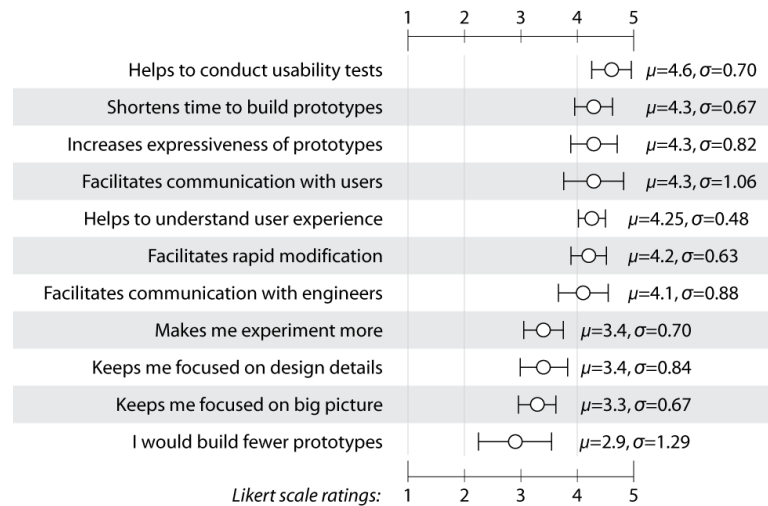 1 2 3 4 5
Helps to conduct usability tests μ=4.6, σ=0.70
Shortens time to build prototypes μ=4.3, σ=0.67
Increases expressiveness of prototypes μ=4.3, σ=0.82
Facilitates communication with users μ=4.3, σ=1.06
Helps to understand user experience μ=4.25, σ=0.48
Facilitates rapid modification μ=4.2, σ=0.63
Facilitates communication with engineers μ=4.1, σ=0.88
Makes me experiment more μ=3.4, σ=0.70
Keeps me focused on design details μ=3.4, σ=0.84
Keeps me focused on big picture μ=3.3, σ=0.67
I would build fewer prototypes μ=2.9, σ=1.29
Likert scale ratings: 1 2 3 4 5